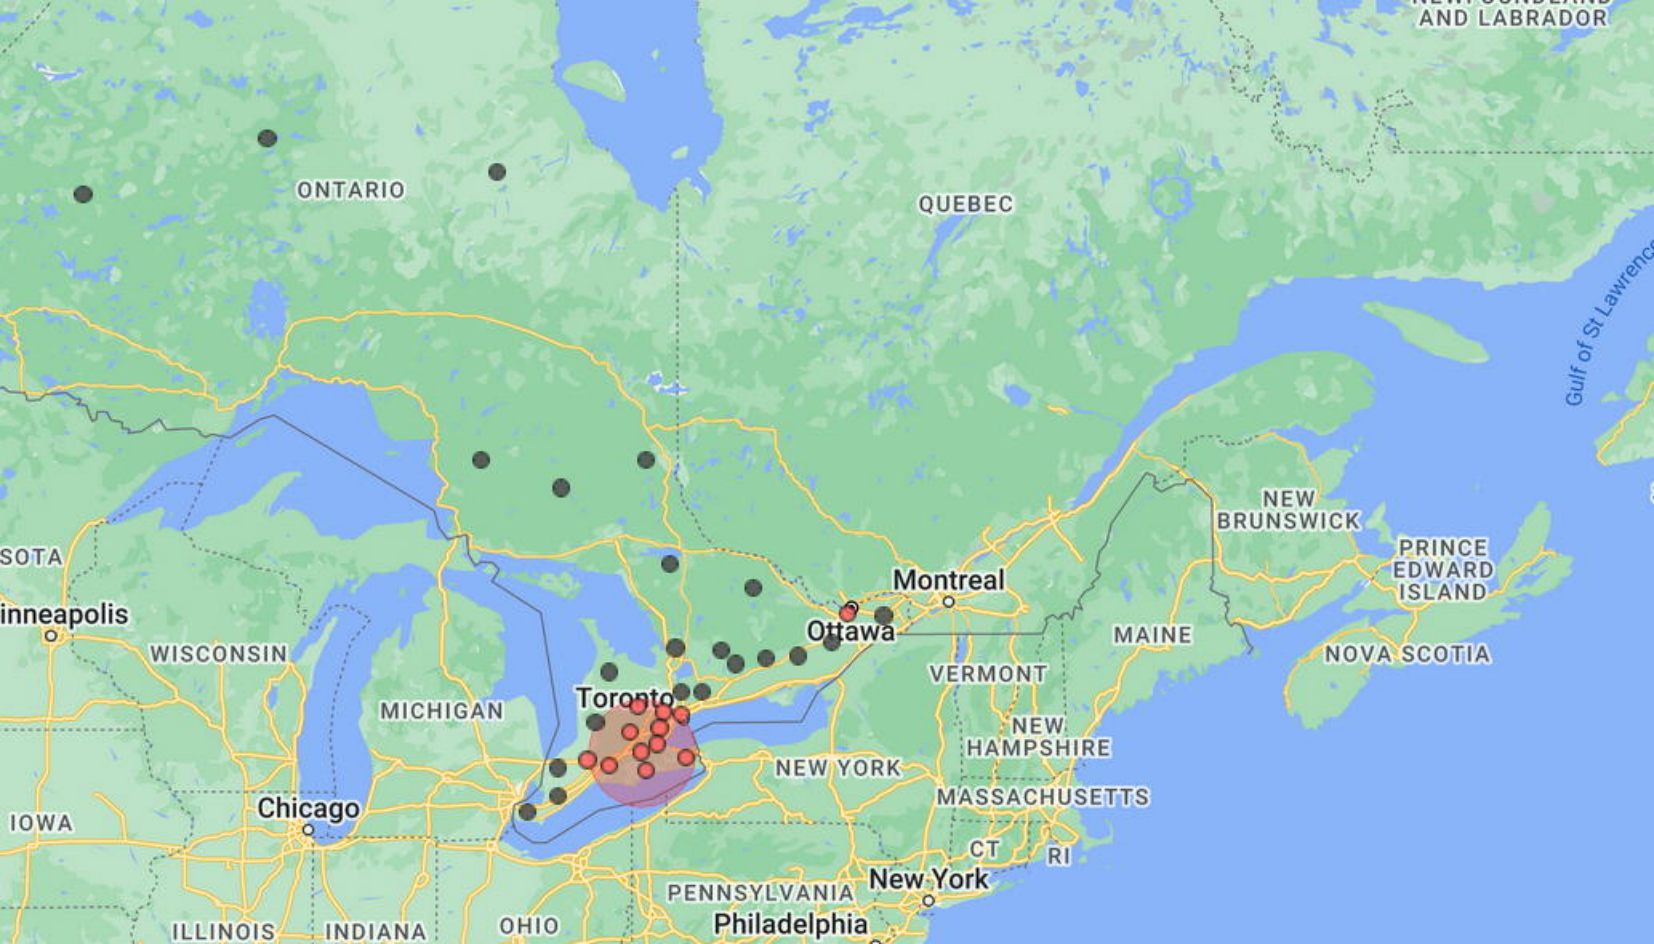 NEWFOUNDLAND
AND LABRADOR
ONTARIO
QUEBEC
Gulf of St Lawrence
NEW
BRUNSWICK
PRINCE
EDWARD
ISLAND
SOTA
Montreal
inneapolis
Ottawa
MAINE
WISCONSIN
NOVA SCOTIA
VERMONT
Toronto
MICHIGAN
NEW
HAMPSHIRE
NEW YORK
MASSACHUSETTS
Chicago
IOWA
CT
RI
New York
PENNSYLVANIA
Philadelphia
OHIO
ILLINOIS
INDIANA